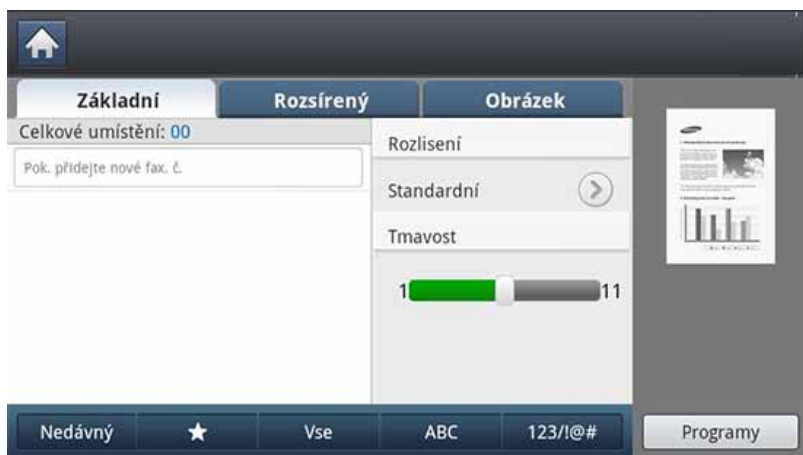 Základní
Rozsírený
Obrázek
Celkové umístění: 00
Pok. přidejte nové fax. č.
Rozlisení
Standardní
Tmavost
1
11
Nedávný
★
Vse
ABC
123/!@#
Programy